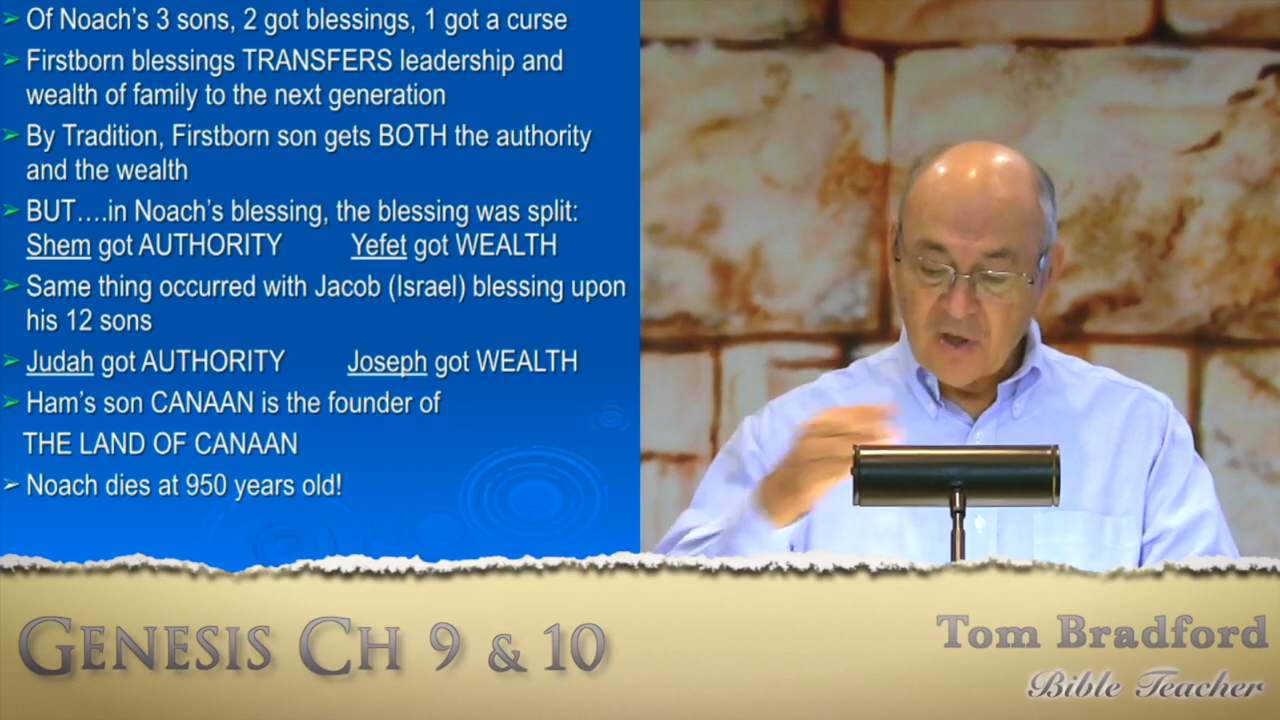 Of Noach's 3 sons, 2 got blessings, 1 got a curse
Firstborn blessings TRANSFERS leadership and
wealth of family to the next generation
By Tradition, Firstborn son gets BOTH the authority
and the wealth
BUT….in Noach's blessing, the blessing was split:
Shem got AUTHORITY Yefet got WEALTH
Same thing occurred with Jacob (Israel) blessing upon
his 12 sons
Judah got AUTHORITY Joseph got WEALTH
Ham's son CANAAN is the founder of
THE LAND OF CANAAN
Noach dies at 950 years old!
GENESIS CH 9 & 10
Tom Bradford
Bible Teacher